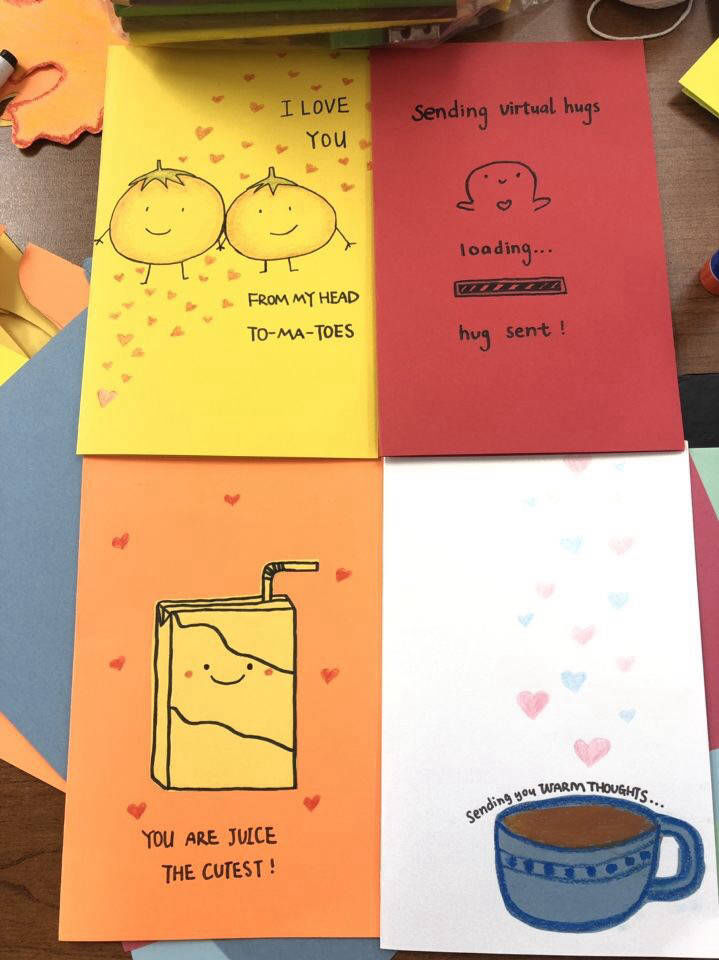 I LOVE
YOU
FROM MY HEAD
TO-MA-TOES
Sending virtual hugs
loading...
hug sent!
YOU ARE JUICE
THE CUTEST!
Sending you WARM THOUGHTS...